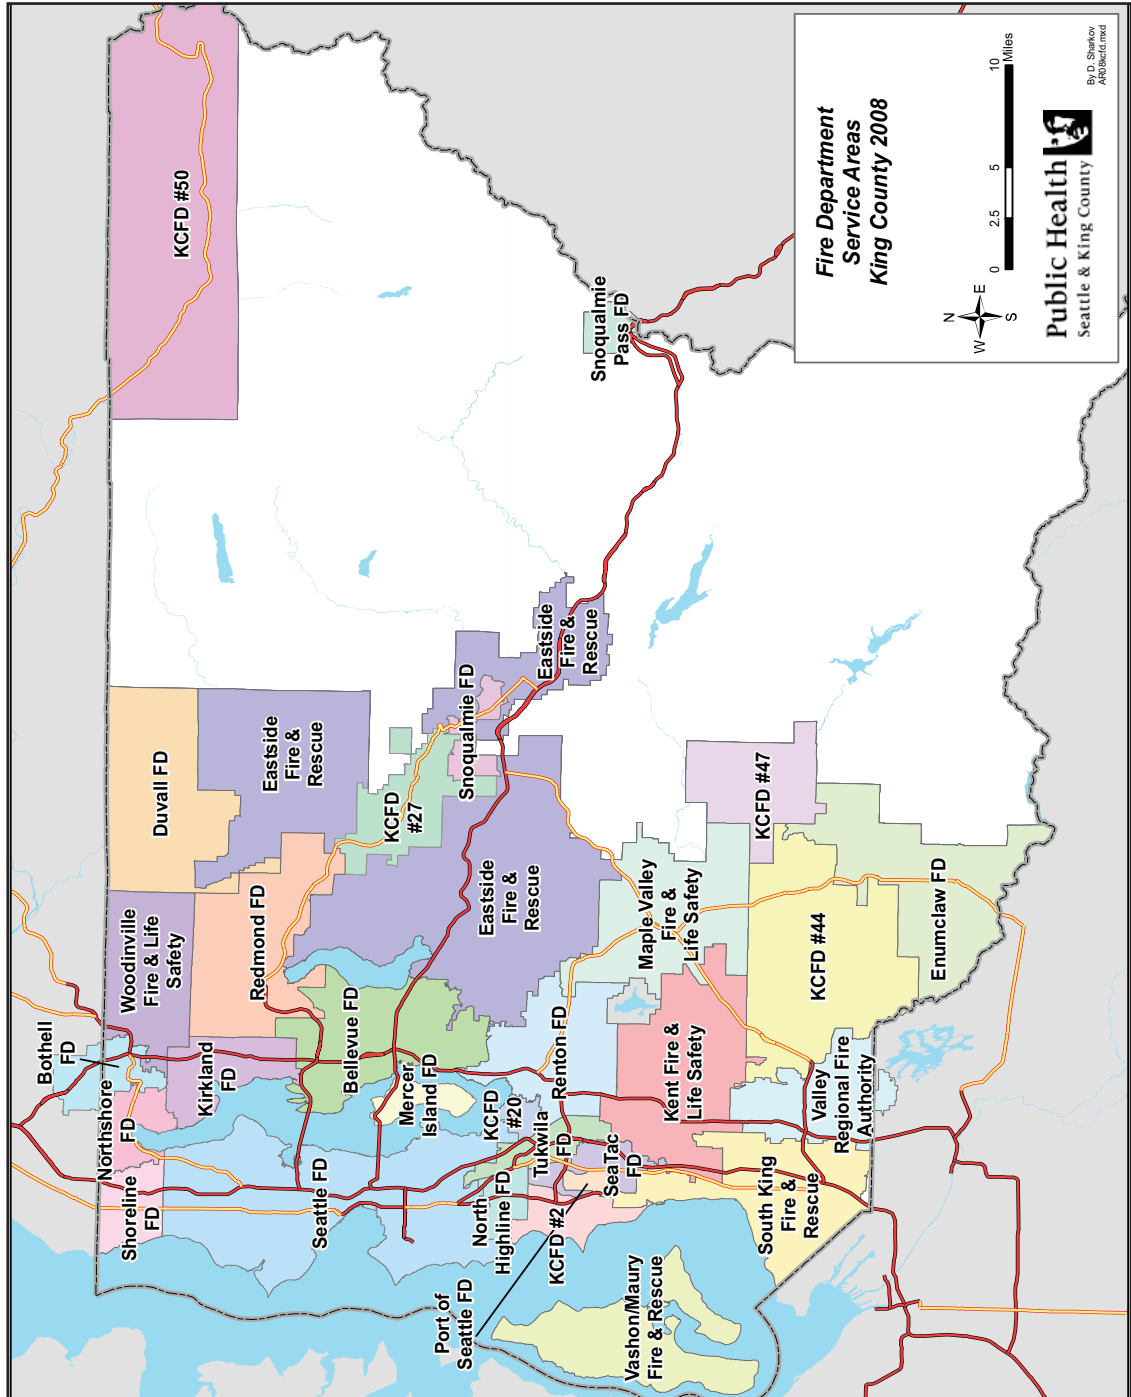 KCFD #50
Snoqualmie
Pass FD
Fire Department
Service Areas
King County 2008
0
2.5
5
10
Miles
N
W
E
S
Public Health
Seattle & King County
By D. Sharkov
AR08kcfd.mxd
Duvall FD
Eastside
Fire &
Rescue
Snoqualmie FD
Eastside
Fire &
Rescue
KCFD
#27
KCFD #47
Woodinville
Fire & Life
Safety
Redmond FD
Eastside
Fire &
Rescue
Maple Valley
Fire &
Life Safety
KCFD #44
Enumclaw FD
Bothell
FD
Northshore
FD
Kirkland
FD
Bellevue FD
Mercer
Island FD
KCFD
#20
Renton FD
Kent Fire &
Life Safety
Valley
Regional Fire
Authority
Shoreline
FD
Seattle FD
North
Highline FD
Tukwila
FD
KCFD #2
SeaTac
FD
South King
Fire &
Rescue
Port of
Seattle FD
Vashon/Maury
Fire & Rescue